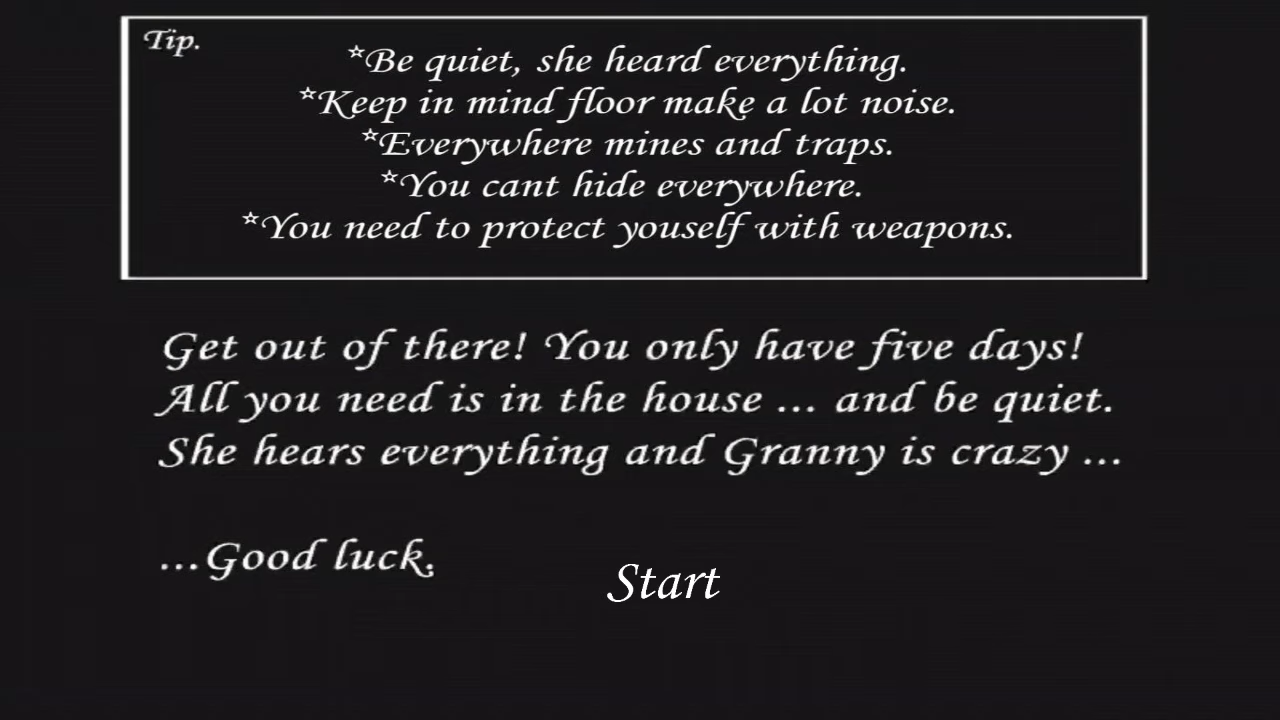 Tip.
*Be quiet, she heard everything.
*Keep in mind floor make a lot noise.
*Everywhere mines and traps.
*You cant hide everywhere.
*You need to protect youself with weapons.
Get out of there! You only have five days!
All you need is in the house ... and be quiet.
She hears everything and Granny is crazy ...
...Good luck.
Start